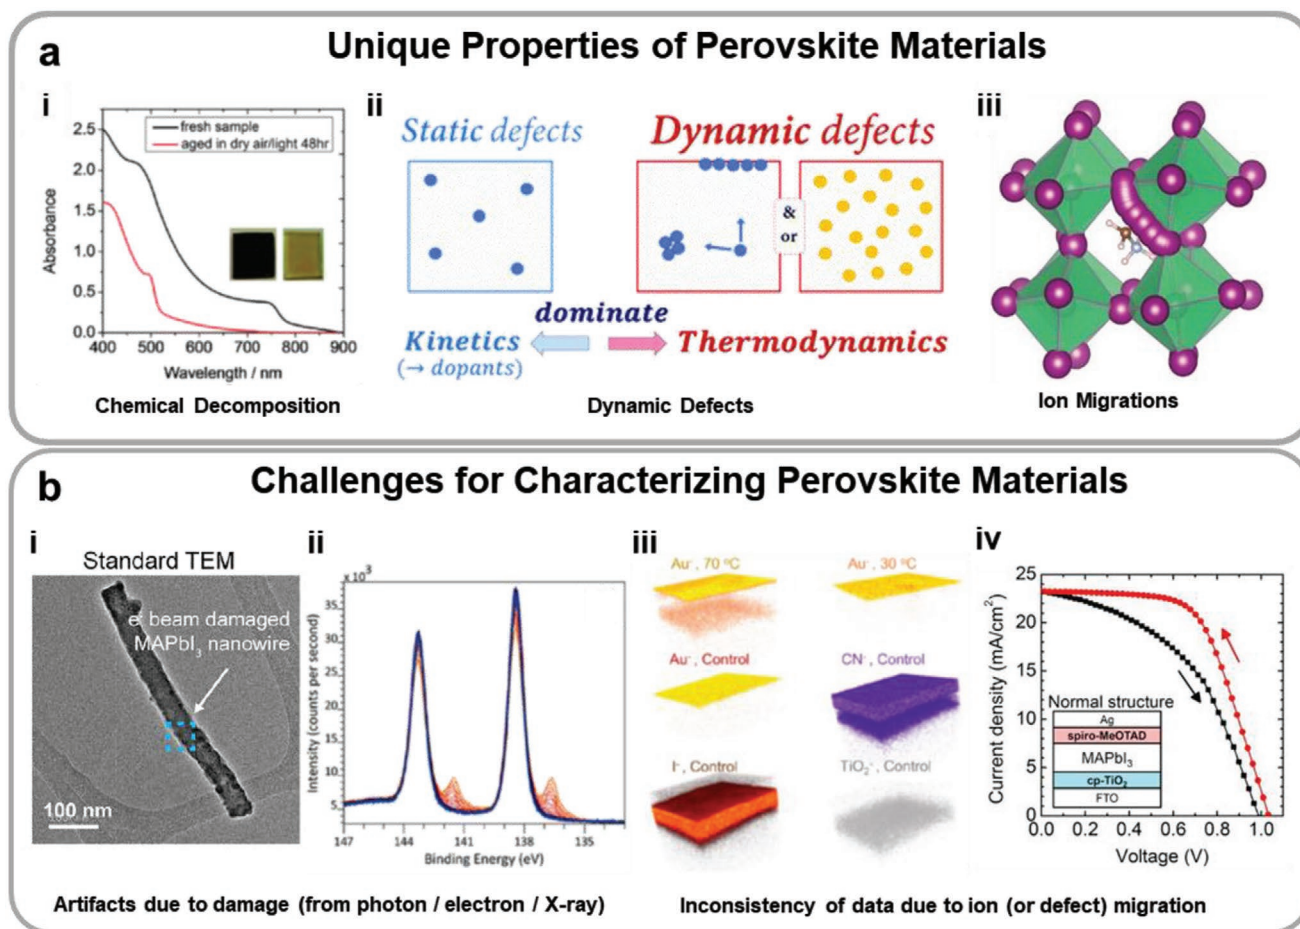 a
Unique Properties of Perovskite Materials
i
fresh sample
aged in dry air/light 48hr
2.5
2.0
1.5
1.0
0.5
0.0
Absorbance
400 500 600 700 800 900
Wavelength / nm
Chemical Decomposition
ii
Static defects
Dynamic defects
&
or
dominate
Kinetics
(→ dopants)
Thermodynamics
Dynamic Defects
iii
Ion Migrations
b
Challenges for Characterizing Perovskite Materials
i
Standard TEM
e⁻ beam damaged
MAPbI₃ nanowire
100 nm
ii
x 10³
35
30
25
20
15
10
5
Intensity (counts per second)
147 144 141 138 135
Binding Energy (eV)
Artifacts due to damage (from photon / electron / X-ray)
iii
Au⁻, 70 °C
Au⁻, 30 °C
Au⁻, Control
CN⁻, Control
I⁻, Control
TiO₂⁻, Control
iv
25
20
15
10
5
0
Current density (mA/cm²)
Normal structure
Ag
spiro-MeOTAD
MAPbI₃
cp-TiO₂
FTO
0.0 0.2 0.4 0.6 0.8 1.0
Voltage (V)
Inconsistency of data due to ion (or defect) migration